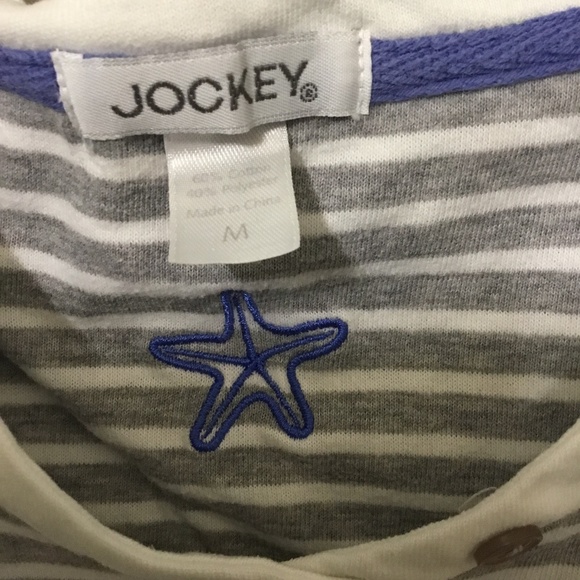 JOCKEY®
60% Cotton
40% Polyester
Made in China
M